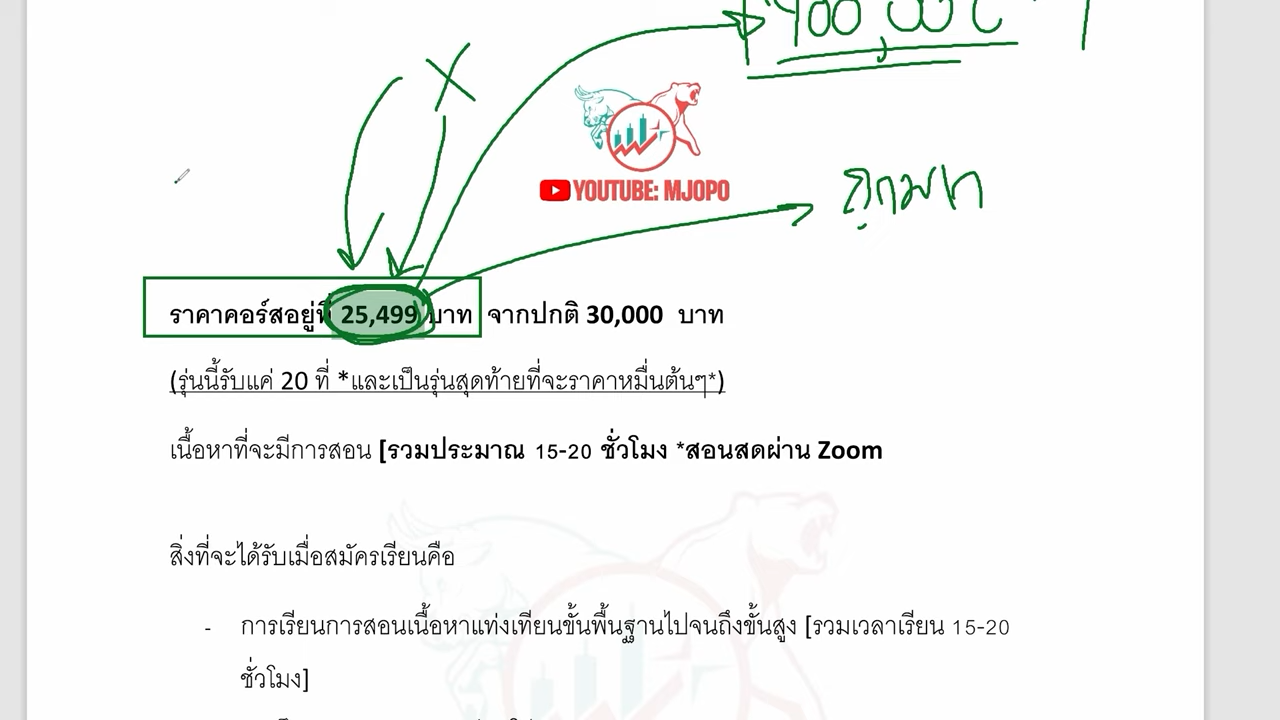 YOUTUBE: MJOPO
ถูกมาก
ราคาคอร์สอยู่ที่ 25,499 บาท จากปกติ 30,000 บาท
(รุ่นนี้รับแค่ 20 ที่ *และเป็นรุ่นสุดท้ายที่จะราคาหมื่นต้นๆ*)
เนื้อหาที่จะมีการสอน [รวมประมาณ 15-20 ชั่วโมง *สอนสดผ่าน Zoom
สิ่งที่จะได้รับเมื่อสมัครเรียนคือ
- การเรียนการสอนเนื้อหาแท่งเทียนขั้นพื้นฐานไปจนถึงขั้นสูง [รวมเวลาเรียน 15-20
ชั่วโมง]